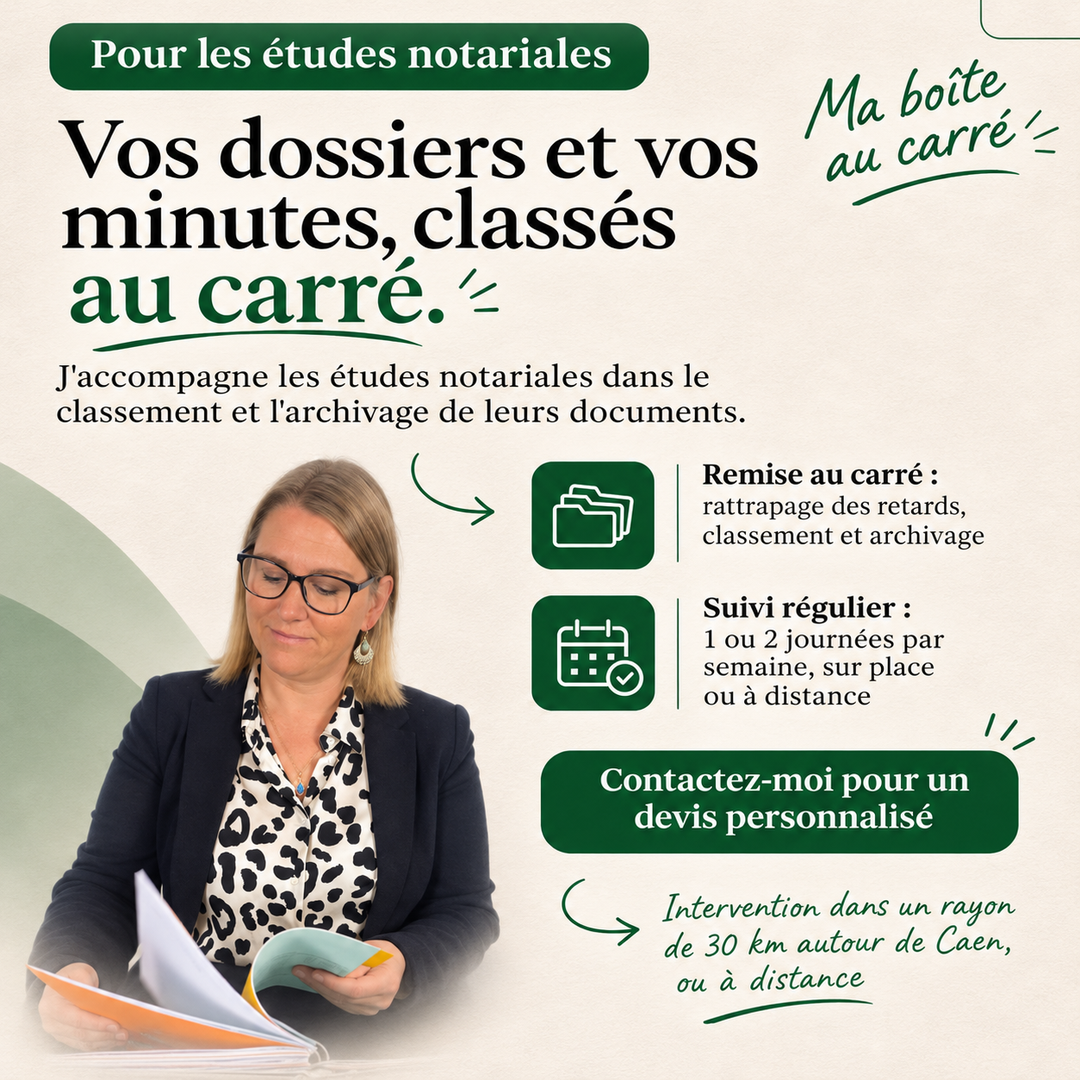 Pour les études notariales
Ma boîte
au carré
Vos dossiers et vos
minutes, classés
au carré.
J'accompagne les études notariales dans le
classement et l'archivage de leurs documents.
Remise au carré :
rattrapage des retards,
classement et archivage
Suivi régulier :
1 ou 2 journées par
semaine, sur place
ou à distance
Contactez-moi pour un
devis personnalisé
Intervention dans un rayon
de 30 km autour de Caen,
ou à distance